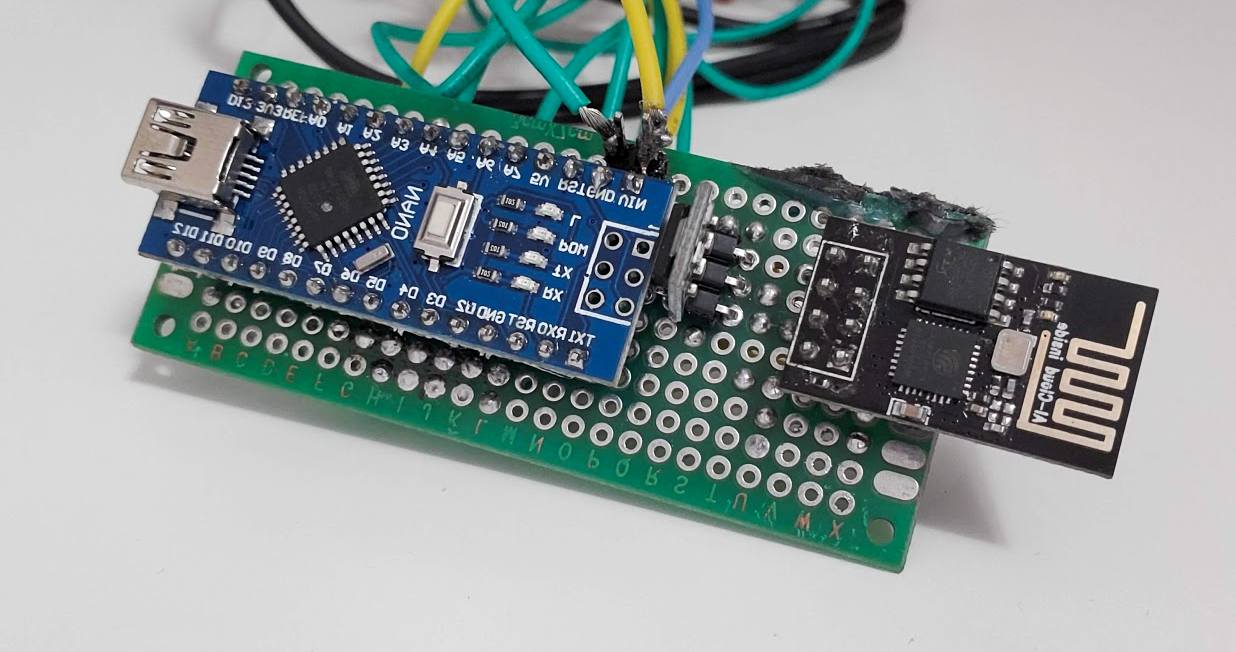 D13 3V3 REF A0 A1 A2 A3 A4 A5 A6 A7 5V RST GND VIN
NANO
L
POW
TX
RX
D12 D11 D10 D9 D8 D7 D6 D5 D4 D3 D2 GND RST RX0 TX1
AI-Cloud inside
A B C D E F G H I J K L M N O P Q R S T U V W X